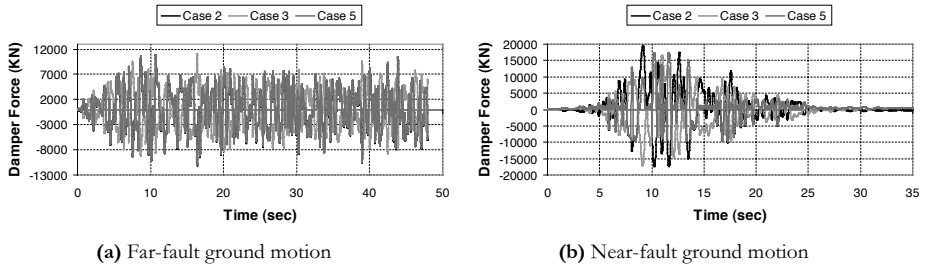 Case 2 Case 3 Case 5
Damper Force (KN)
12000
7000
2000
-3000
-8000
-13000
0 10 20 30 40 50
Time (sec)
(a) Far-fault ground motion
Case 2 Case 3 Case 5
Damper Force (KN)
20000
15000
10000
5000
0
-5000
-10000
-15000
-20000
0 5 10 15 20 25 30 35
Time (sec)
(b) Near-fault ground motion